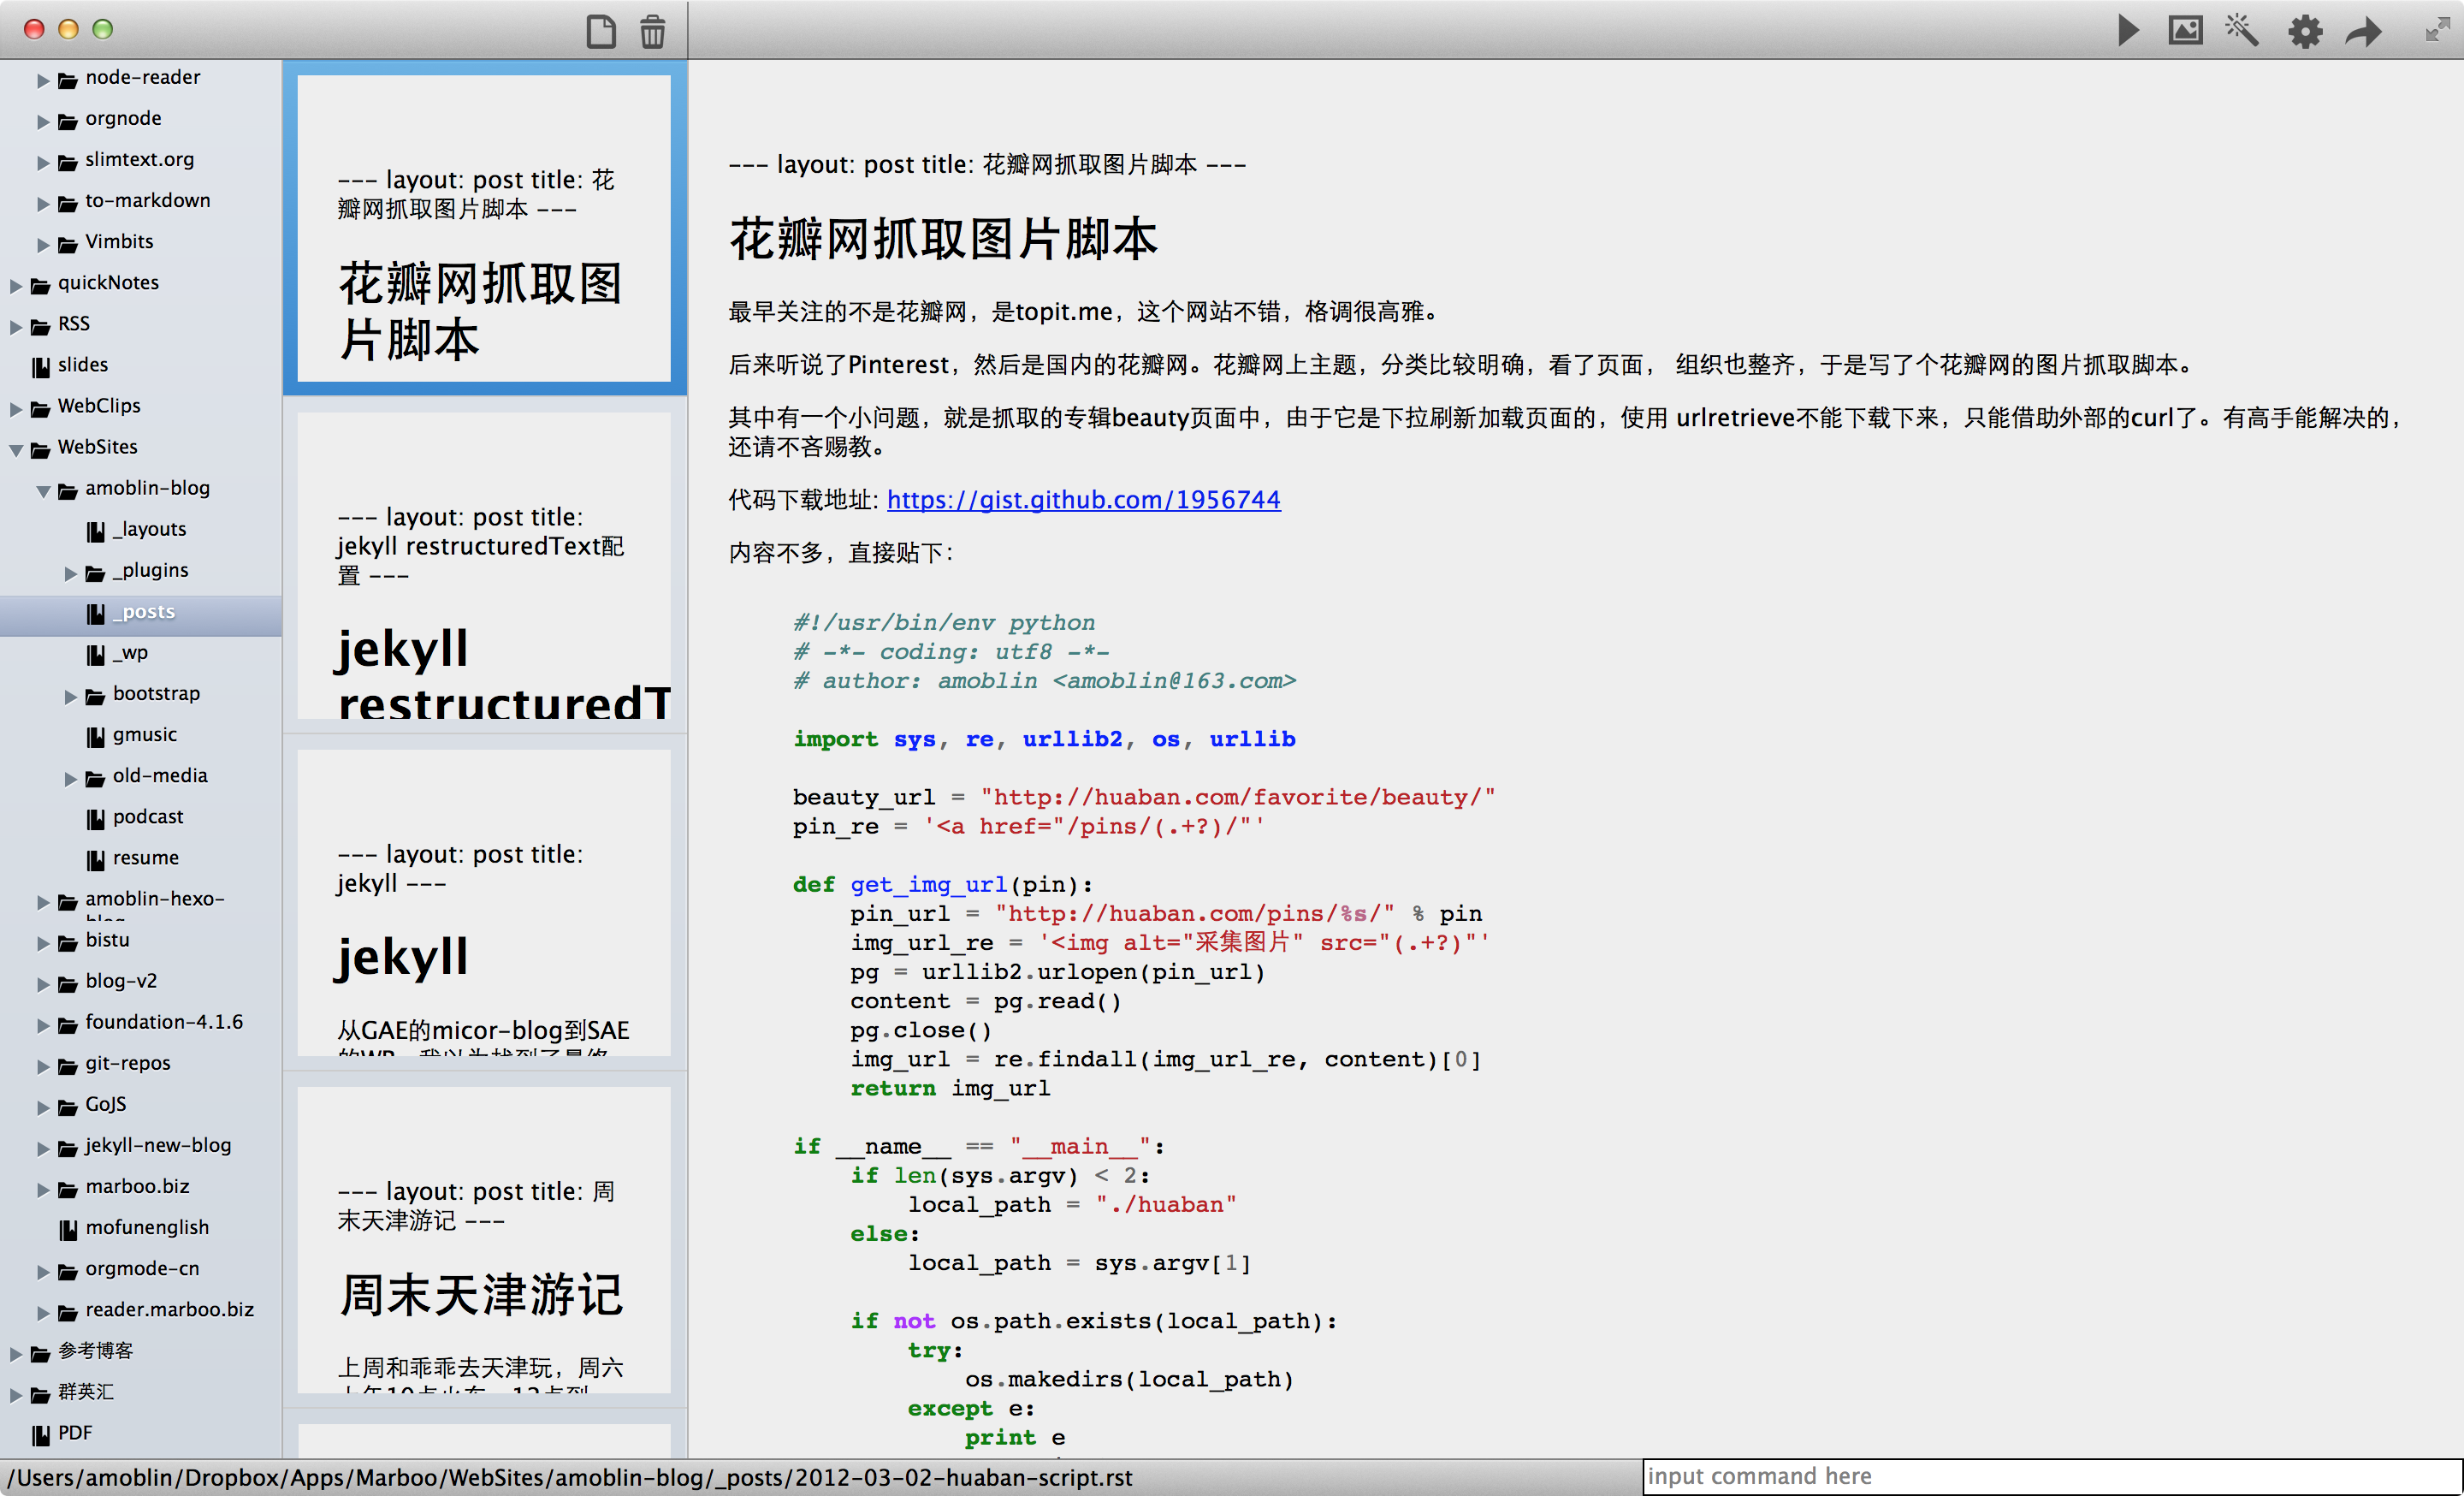 node-reader
orgnode
slimtext.org
to-markdown
Vimbits
quickNotes
RSS
slides
WebClips
WebSites
amoblin-blog
_layouts
_plugins
_posts
_wp
bootstrap
gmusic
old-media
podcast
resume
amoblin-hexo-
bistu
blog-v2
foundation-4.1.6
git-repos
GoJS
jekyll-new-blog
marboo.biz
mofunenglish
orgmode-cn
reader.marboo.biz
参考博客
群英汇
PDF
--- layout: post title: 花
瓣网抓取图片脚本 ---
花瓣网抓取图
片脚本
--- layout: post title:
jekyll restructuredText配
置 ---
jekyll
restructuredT
--- layout: post title:
jekyll ---
jekyll
从GAE的micor-blog到SAE
--- layout: post title: 周
末天津游记 ---
周末天津游记
上周和乖乖去天津玩，周六
--- layout: post title: 花瓣网抓取图片脚本 ---
花瓣网抓取图片脚本
最早关注的不是花瓣网，是topit.me，这个网站不错，格调很高雅。
后来听说了Pinterest，然后是国内的花瓣网。花瓣网上主题，分类比较明确，看了页面， 组织也整齐，于是写了个花瓣网的图片抓取脚本。
其中有一个小问题，就是抓取的专辑beauty页面中，由于它是下拉刷新加载页面的，使用 urlretrieve不能下载下来，只能借助外部的curl了。有高手能解决的，
还请不吝赐教。
代码下载地址: https://gist.github.com/1956744
内容不多，直接贴下：
#!/usr/bin/env python
# -*- coding: utf8 -*-
# author: amoblin <amoblin@163.com>
import sys, re, urllib2, os, urllib
beauty_url = "http://huaban.com/favorite/beauty/"
pin_re = '<a href="/pins/(.+?)/"'
def get_img_url(pin):
    pin_url = "http://huaban.com/pins/%s/" % pin
    img_url_re = '<img alt="采集图片" src="(.+?)"'
    pg = urllib2.urlopen(pin_url)
    content = pg.read()
    pg.close()
    img_url = re.findall(img_url_re, content)[0]
    return img_url
if __name__ == "__main__":
    if len(sys.argv) < 2:
        local_path = "./huaban"
    else:
        local_path = sys.argv[1]
    if not os.path.exists(local_path):
        try:
            os.makedirs(local_path)
        except e:
            print e
/Users/amoblin/Dropbox/Apps/Marboo/WebSites/amoblin-blog/_posts/2012-03-02-huaban-script.rst
input command here